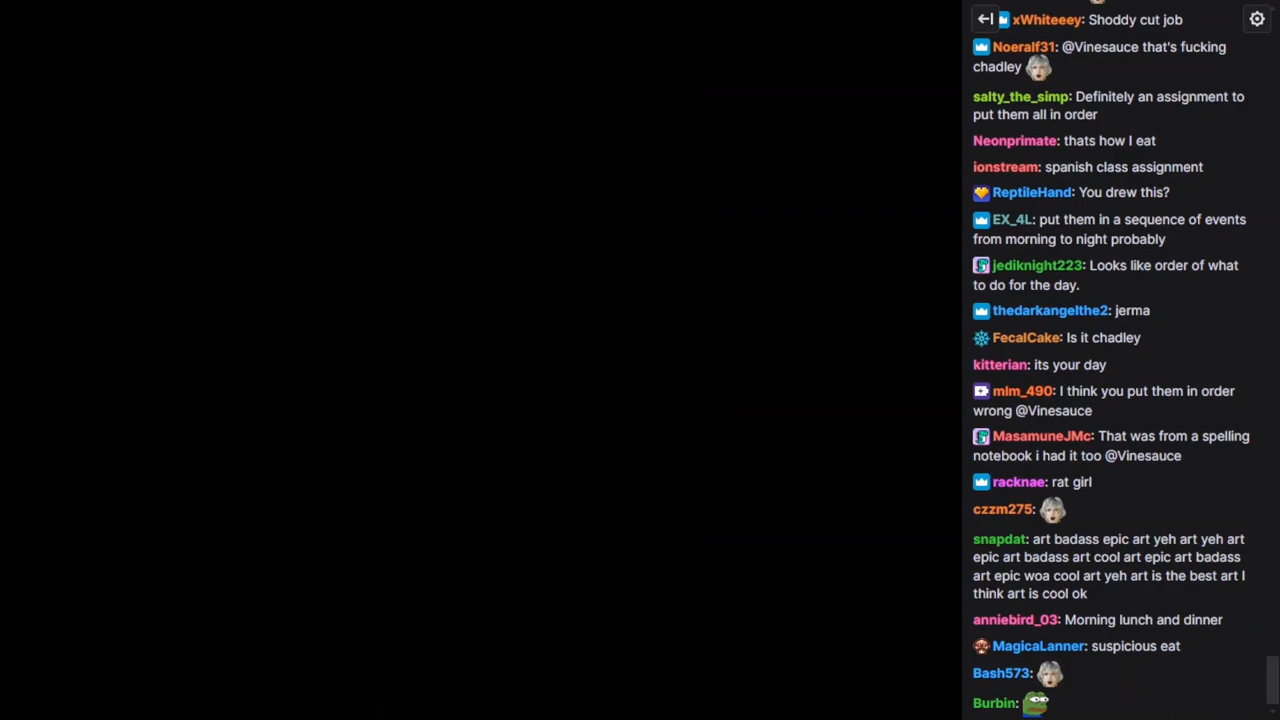 xWhiteeey: Shoddy cut job
Noeralf31: @Vinesauce that's fucking
chadley
salty_the_simp: Definitely an assignment to
put them all in order
Neonprimate: thats how I eat
ionstream: spanish class assignment
ReptileHand: You drew this?
EX_4L: put them in a sequence of events
from morning to night probably
jediknight223: Looks like order of what
to do for the day.
thedarkangelthe2: jerma
FecalCake: Is it chadley
kitterian: its your day
mlm_490: I think you put them in order
wrong @Vinesauce
MasamuneJMc: That was from a spelling
notebook i had it too @Vinesauce
racknae: rat girl
czzm275:
snapdat: art badass epic art yeh art yeh art
epic art badass art cool art epic art badass
art epic woa cool art yeh art is the best art I
think art is cool ok
anniebird_03: Morning lunch and dinner
MagicaLanner: suspicious eat
Bash573:
Burbin: